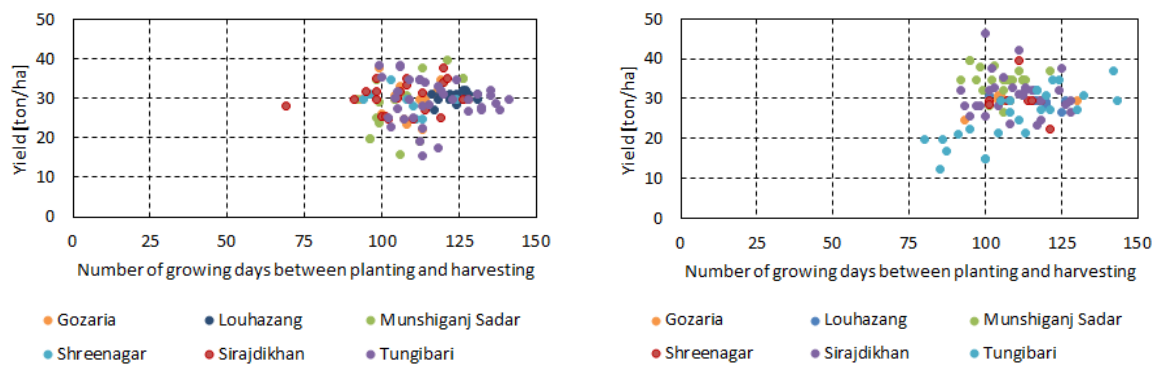 50
40
30
20
10
0
Yield [ton/ha]
0 25 50 75 100 125 150
Number of growing days between planting and harvesting
Gozaria Louhazang Munshiganj Sadar
Shreenagar Sirajdikhan Tungibari
50
40
30
20
10
0
Yield [ton/ha]
0 25 50 75 100 125 150
Number of growing days between planting and harvesting
Gozaria Louhazang Munshiganj Sadar
Shreenagar Sirajdikhan Tungibari